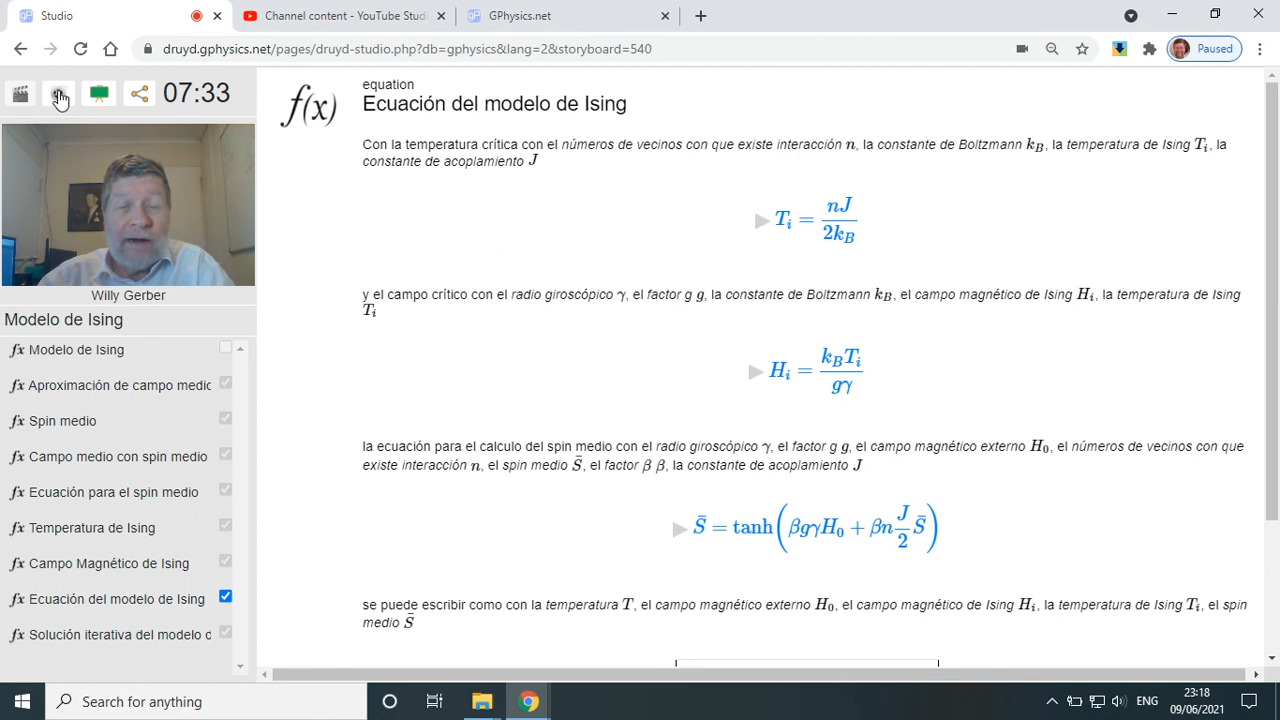 Studio
Channel content - YouTube Studi
GPhysics.net
druyd.gphysics.net/pages/druyd-studio.php?db=gphysics&lang=2&storyboard=540
Paused
07:33
Willy Gerber
Modelo de Ising
fx Modelo de Ising
fx Aproximación de campo medio
fx Spin medio
fx Campo medio con spin medio
fx Ecuación para el spin medio
fx Temperatura de Ising
fx Campo Magnético de Ising
fx Ecuación del modelo de Ising
fx Solución iterativa del modelo d
f(x)
equation
Ecuación del modelo de Ising
Con la temperatura crítica con el números de vecinos con que existe interacción n, la constante de Boltzmann k_B, la temperatura de Ising T_i, la
constante de acoplamiento J
T_i = nJ / 2k_B
y el campo crítico con el radio giroscópico γ, el factor g g, la constante de Boltzmann k_B, el campo magnético de Ising H_i, la temperatura de Ising
T_i
H_i = k_B T_i / gγ
la ecuación para el calculo del spin medio con el radio giroscópico γ, el factor g g, el campo magnético externo H_0, el números de vecinos con que
existe interacción n, el spin medio S̄, el factor β β, la constante de acoplamiento J
S̄ = tanh(βgγH_0 + βn J/2 S̄)
se puede escribir como con la temperatura T, el campo magnético externo H_0, el campo magnético de Ising H_i, la temperatura de Ising T_i, el spin
medio S̄
Search for anything
ENG
23:18
09/06/2021